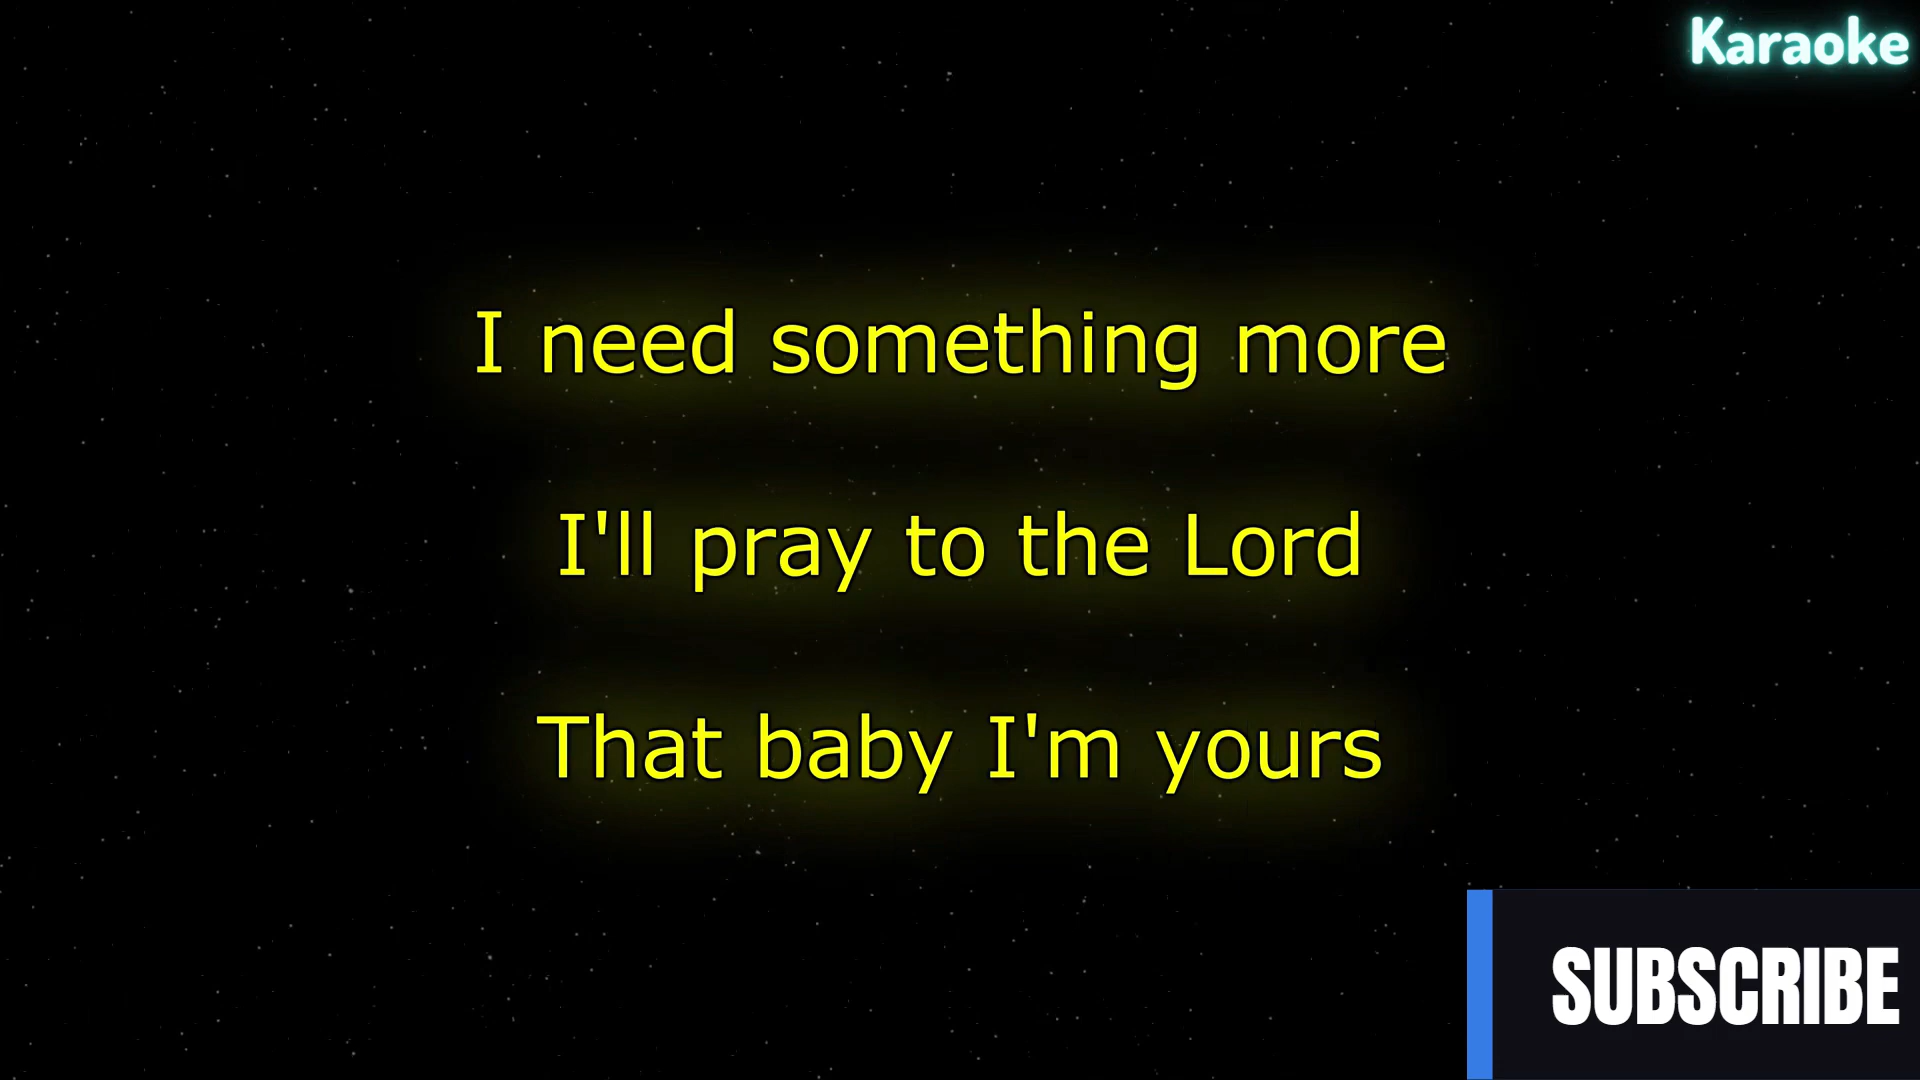 Karaoke
I need something more
I'll pray to the Lord
That baby I'm yours
SUBSCRIBE